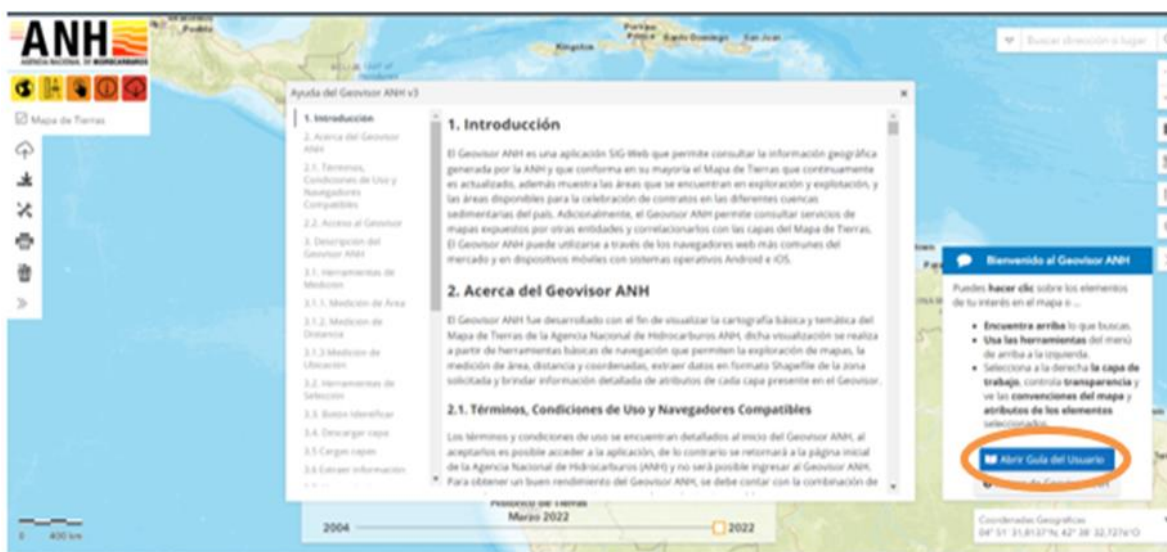 ANH
AGENCIA NACIONAL DE HIDROCARBUROS
Mapa de Tierras
Puebla
Kingston
Santo Domingo
San Juan
Buscar dirección o lugar
Ayuda del Geovisor ANH v3
1. Introducción
2. Acerca del Geovisor
ANH
2.1. Términos,
Condiciones de Uso y
Navegadores
Compatibles
2.2. Acceso al Geovisor
3. Descripción del
Geovisor ANH
3.1. Herramientas de
Medición
3.1.1. Medición de Área
3.1.2. Medición de
Distancia
3.1.3 Medición de
Ubicación
3.2. Herramientas de
Selección
3.3. Botón Identificar
3.4. Descargar capa
3.5 Cargar capas
3.6 Extraer información
1. Introducción
El Geovisor ANH es una aplicación SIG-Web que permite consultar la información geográfica
generada por la ANH y que conforma en su mayoría el Mapa de Tierras que continuamente
es actualizado, además muestra las áreas que se encuentran en exploración y explotación, y
las áreas disponibles para la celebración de contratos en las diferentes cuencas
sedimentarias del país. Adicionalmente, el Geovisor ANH permite consultar servicios de
mapas expuestos por otras entidades y correlacionarlos con las capas del Mapa de Tierras.
El Geovisor ANH puede utilizarse a través de los navegadores web más comunes del
mercado y en dispositivos móviles con sistemas operativos Android e iOS.
2. Acerca del Geovisor ANH
El Geovisor ANH fue desarrollado con el fin de visualizar la cartografía básica y temática del
Mapa de Tierras de la Agencia Nacional de Hidrocarburos ANH, dicha visualización se realiza
a partir de herramientas básicas de navegación que permiten la exploración de mapas, la
medición de área, distancia y coordenadas, extraer datos en formato Shapefile de la zona
solicitada y brindar información detallada de atributos de cada capa presente en el Geovisor.
2.1. Términos, Condiciones de Uso y Navegadores Compatibles
Los términos y condiciones de uso se encuentran detallados al inicio del Geovisor ANH, al
aceptarlos es posible acceder a la aplicación, de lo contrario se retornará a la página inicial
de la Agencia Nacional de Hidrocarburos (ANH) y no será posible ingresar al Geovisor ANH.
Para obtener un buen rendimiento del Geovisor ANH, se debe contar con la combinación de
Bienvenido al Geovisor ANH
Puedes hacer clic sobre los elementos
de tu interés en el mapa o ...
• Encuentra arriba lo que buscas.
• Usa las herramientas del menú
de arriba a la izquierda.
• Selecciona a la derecha la capa de
trabajo, controla transparencia y
ve las convenciones del mapa y
atributos de los elementos
seleccionados.
Abrir Guía del Usuario
Histórico de Tierras
Marzo 2022
2004
2022
0 400 km
Coordenadas Geográficas